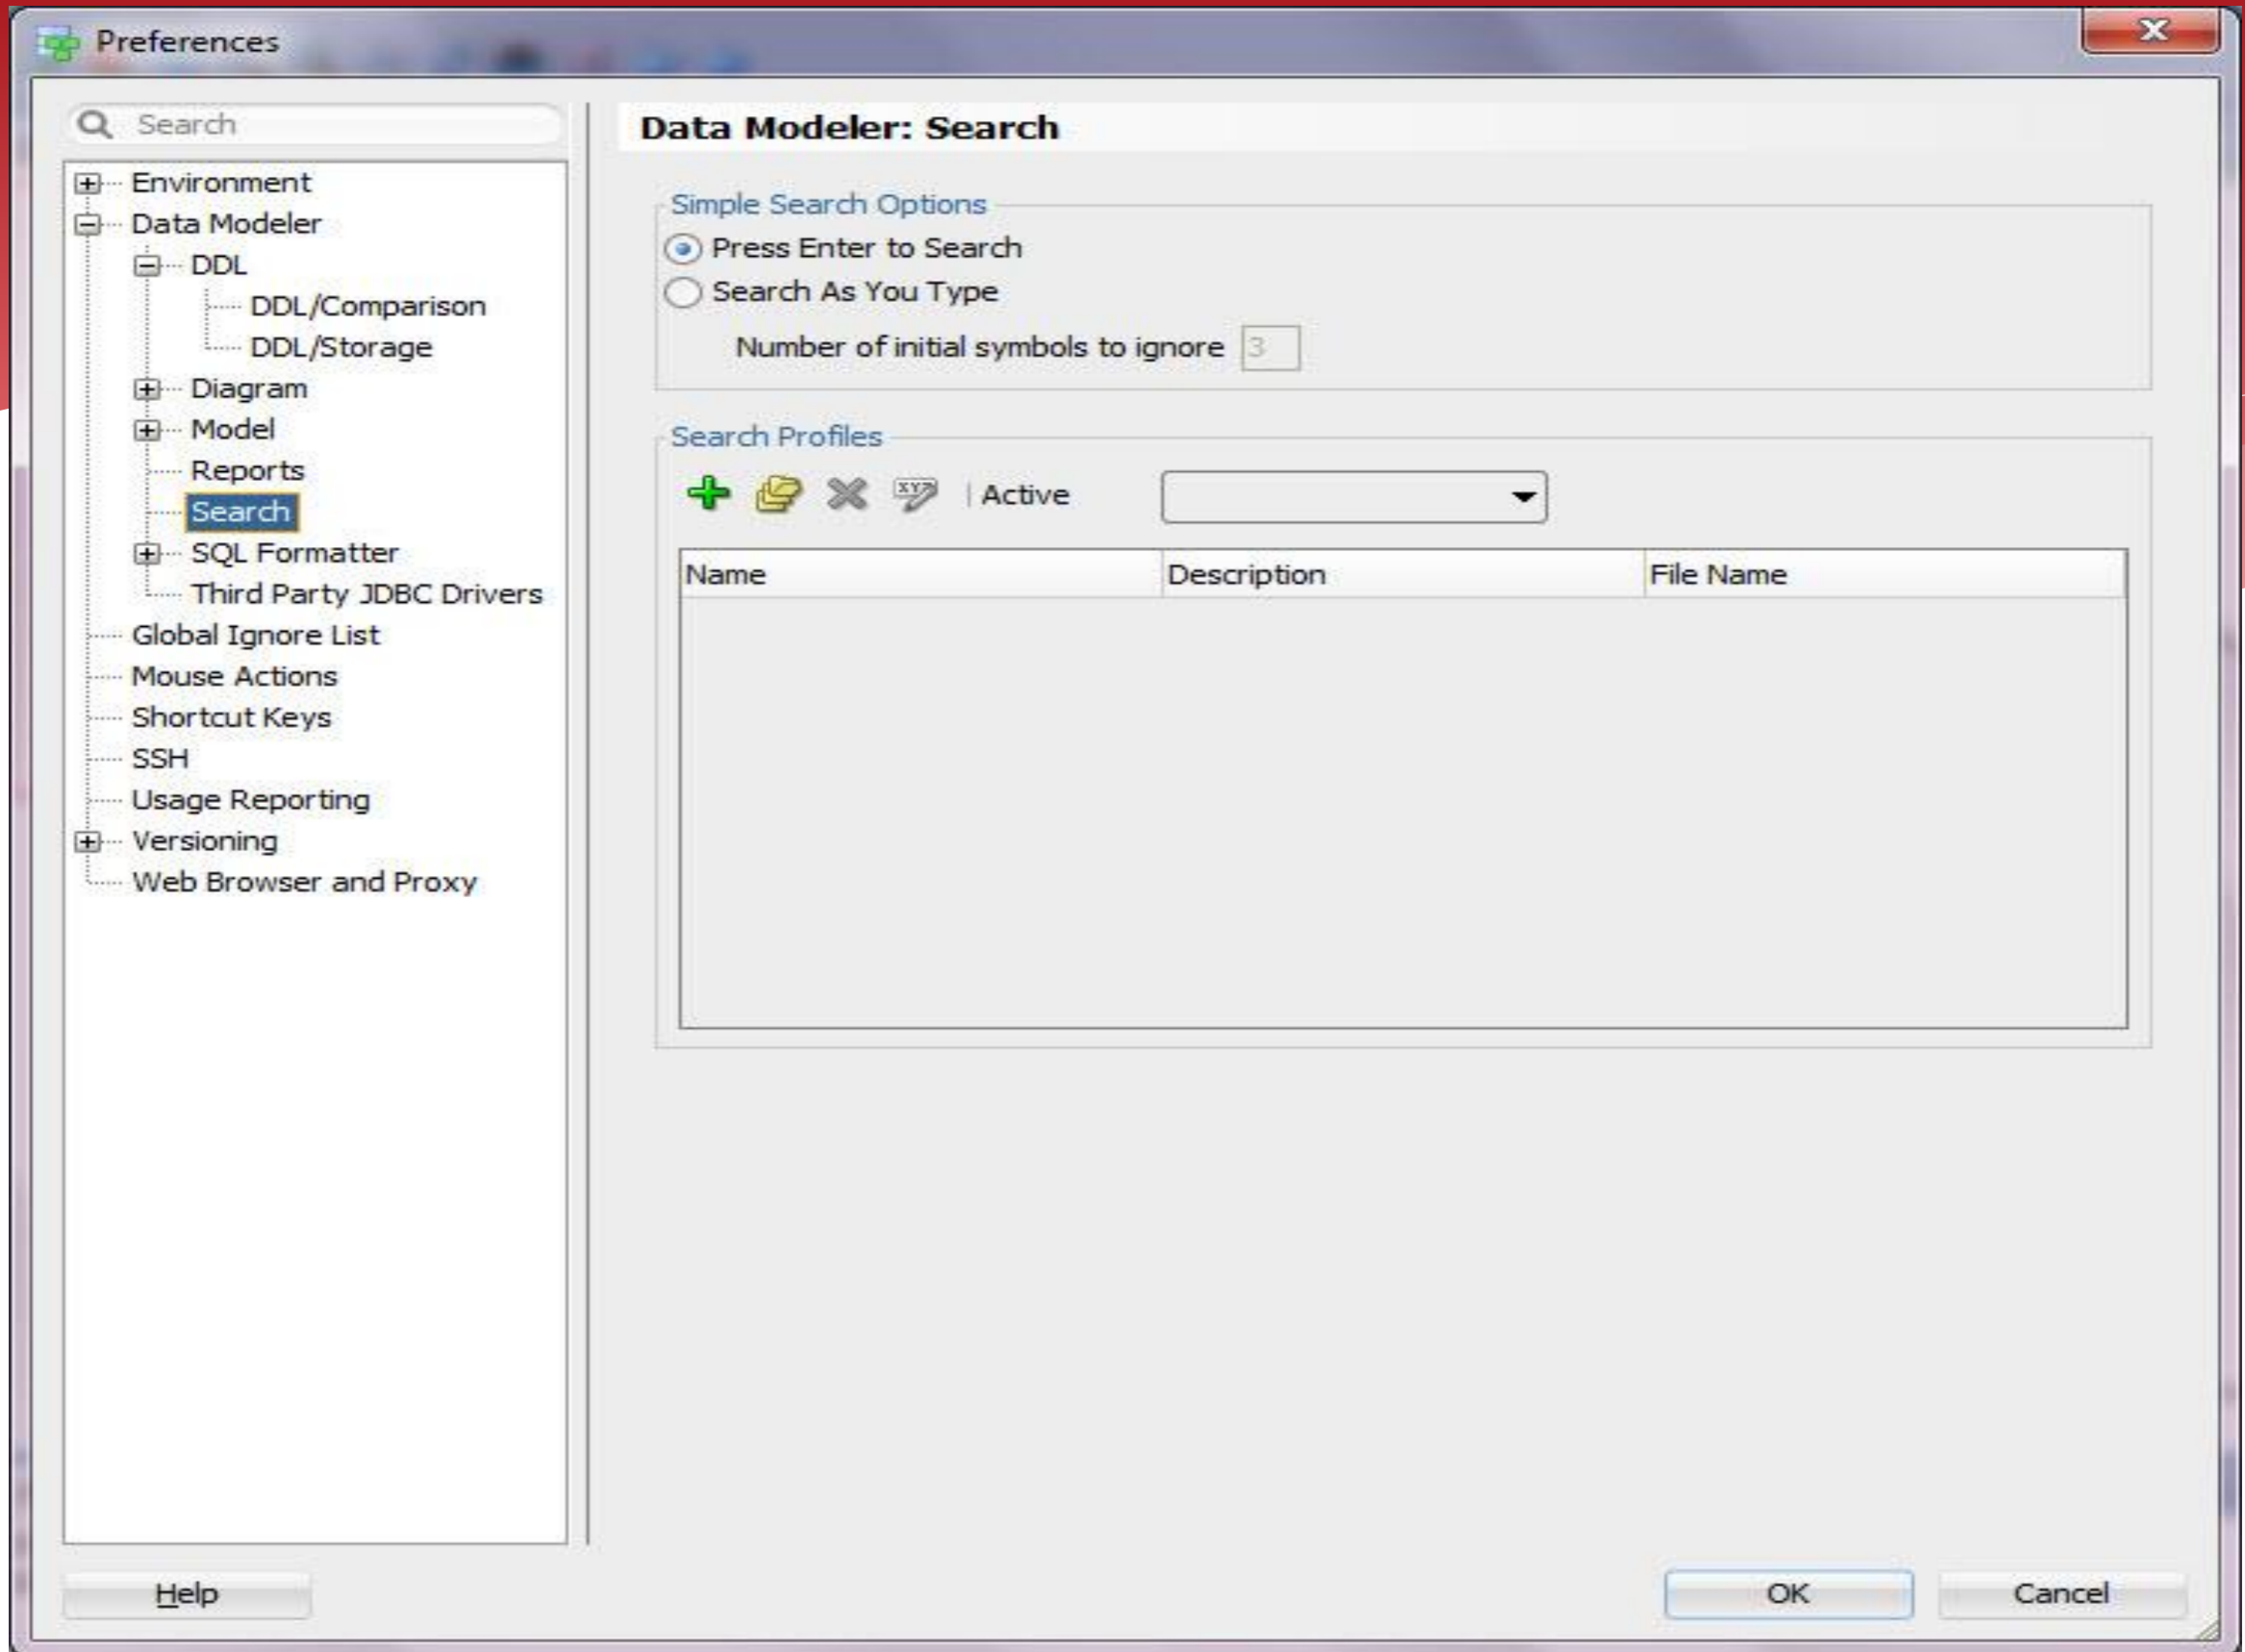 Preferences
Search
Environment
Data Modeler
DDL
DDL/Comparison
DDL/Storage
Diagram
Model
Reports
Search
SQL Formatter
Third Party JDBC Drivers
Global Ignore List
Mouse Actions
Shortcut Keys
SSH
Usage Reporting
Versioning
Web Browser and Proxy
Data Modeler: Search
Simple Search Options
Press Enter to Search
Search As You Type
Number of initial symbols to ignore 3
Search Profiles
XYZ Active
Name Description File Name
Help OK Cancel